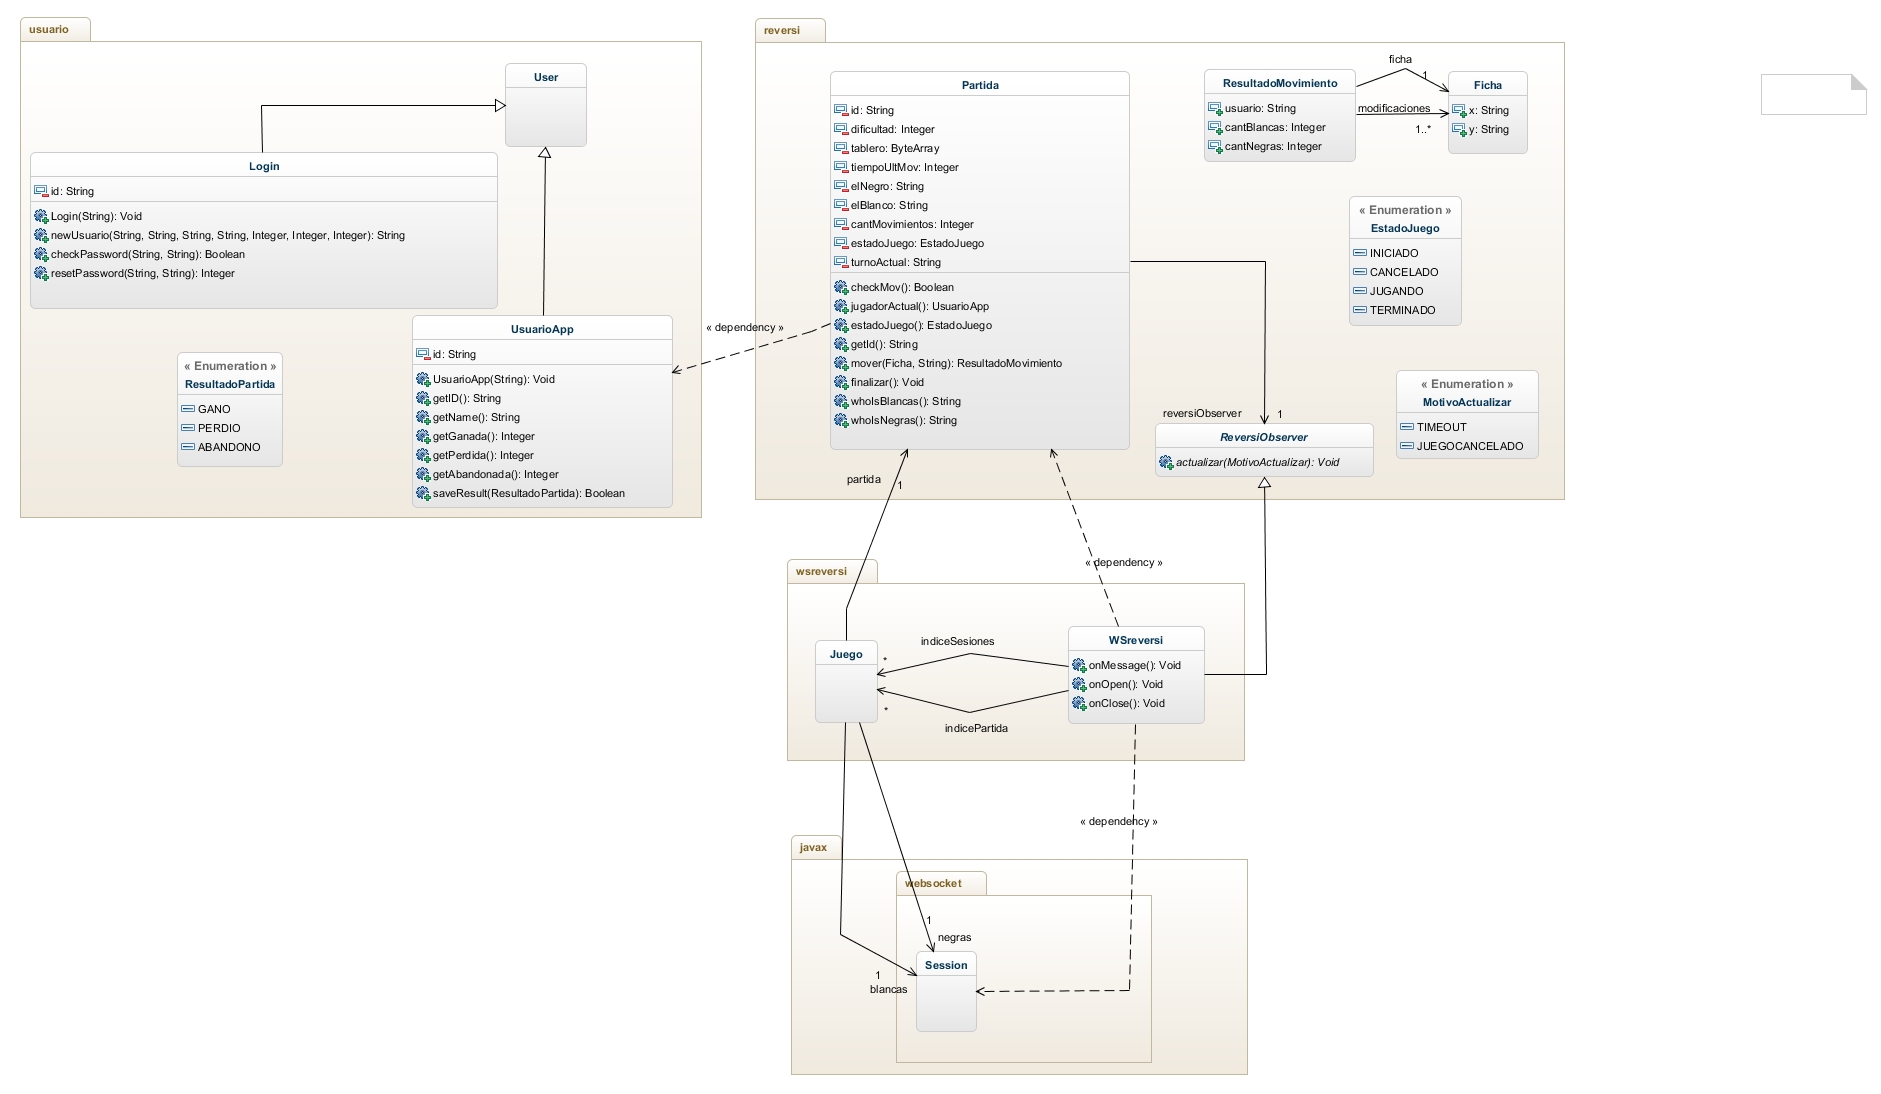 usuario
User
Login
id: String
Login(String): Void
newUsuario(String, String, String, String, Integer, Integer, Integer): String
checkPassword(String, String): Boolean
resetPassword(String, String): Integer
« Enumeration »
ResultadoPartida
GANO
PERDIO
ABANDONO
UsuarioApp
id: String
UsuarioApp(String): Void
getID(): String
getName(): String
getGanada(): Integer
getPerdida(): Integer
getAbandonada(): Integer
saveResult(ResultadoPartida): Boolean
« dependency »
reversi
Partida
id: String
dificultad: Integer
tablero: ByteArray
tiempoUltMov: Integer
elNegro: String
elBlanco: String
cantMovimientos: Integer
estadoJuego: EstadoJuego
turnoActual: String
checkMov(): Boolean
jugadorActual(): UsuarioApp
estadoJuego(): EstadoJuego
getId(): String
mover(Ficha, String): ResultadoMovimiento
finalizar(): Void
whoIsBlancas(): String
whoIsNegras(): String
ResultadoMovimiento
usuario: String
cantBlancas: Integer
cantNegras: Integer
ficha
1
modificaciones
1..*
Ficha
x: String
y: String
« Enumeration »
EstadoJuego
INICIADO
CANCELADO
JUGANDO
TERMINADO
« Enumeration »
MotivoActualizar
TIMEOUT
JUEGOCANCELADO
reversiObserver
1
ReversiObserver
actualizar(MotivoActualizar): Void
partida
1
« dependency »
wsreversi
Juego
indiceSesiones
*
*
indicePartida
WSreversi
onMessage(): Void
onOpen(): Void
onClose(): Void
« dependency »
javax
websocket
1
negras
1
blancas
Session